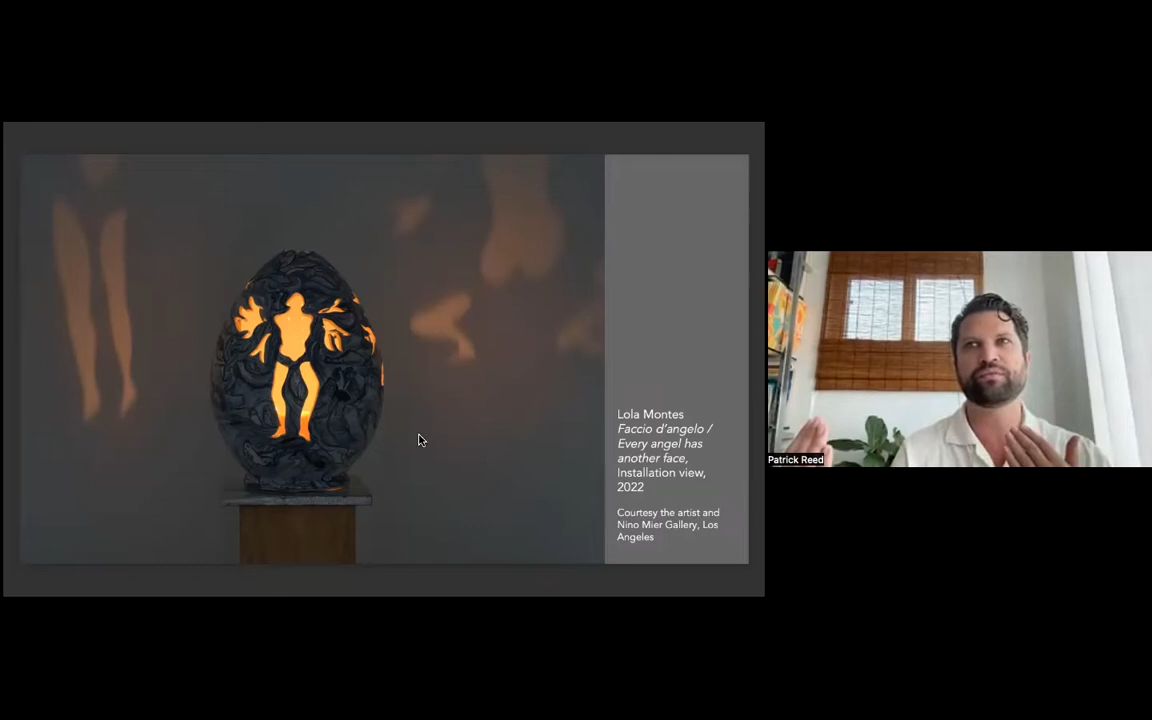 Lola Montes
Faccio d'angelo /
Every angel has
another face,
Installation view,
2022
Courtesy the artist and
Nino Mier Gallery, Los
Angeles
Patrick Reed